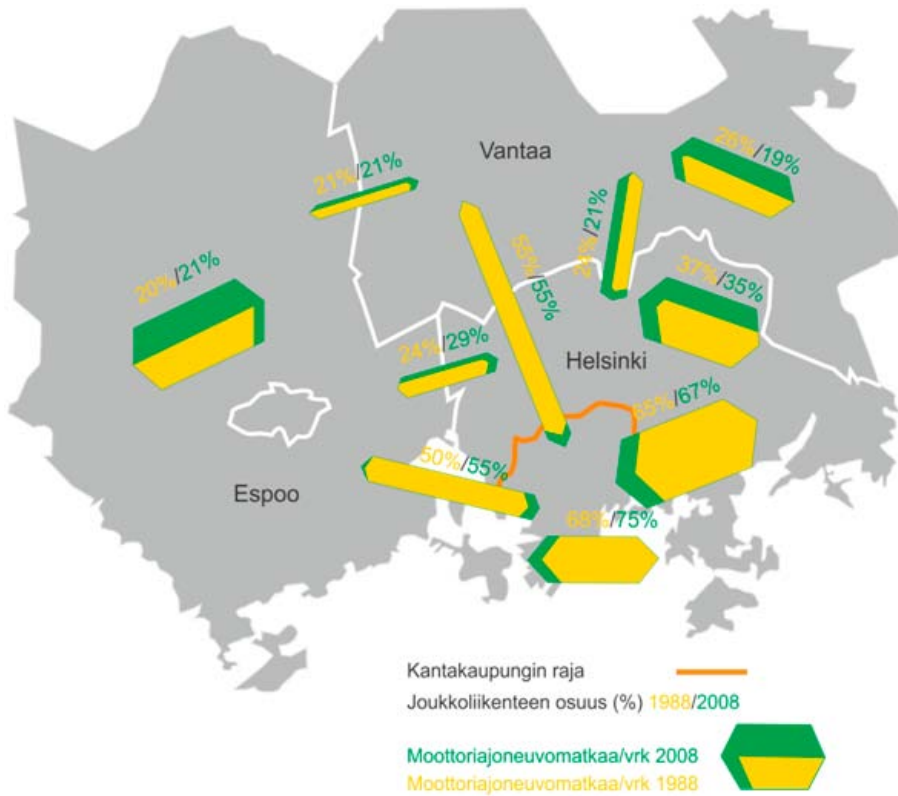 26%/19%
Vantaa
21%/21%
55%/55%
21%
37%/35%
20%/21%
24%/29%
Helsinki
65%/67%
50%/55%
Espoo
68%/75%
Kantakaupungin raja
Joukkoliikenteen osuus (%) 1988/2008
Moottoriajoneuvomatkaa/vrk 2008
Moottoriajoneuvomatkaa/vrk 1988